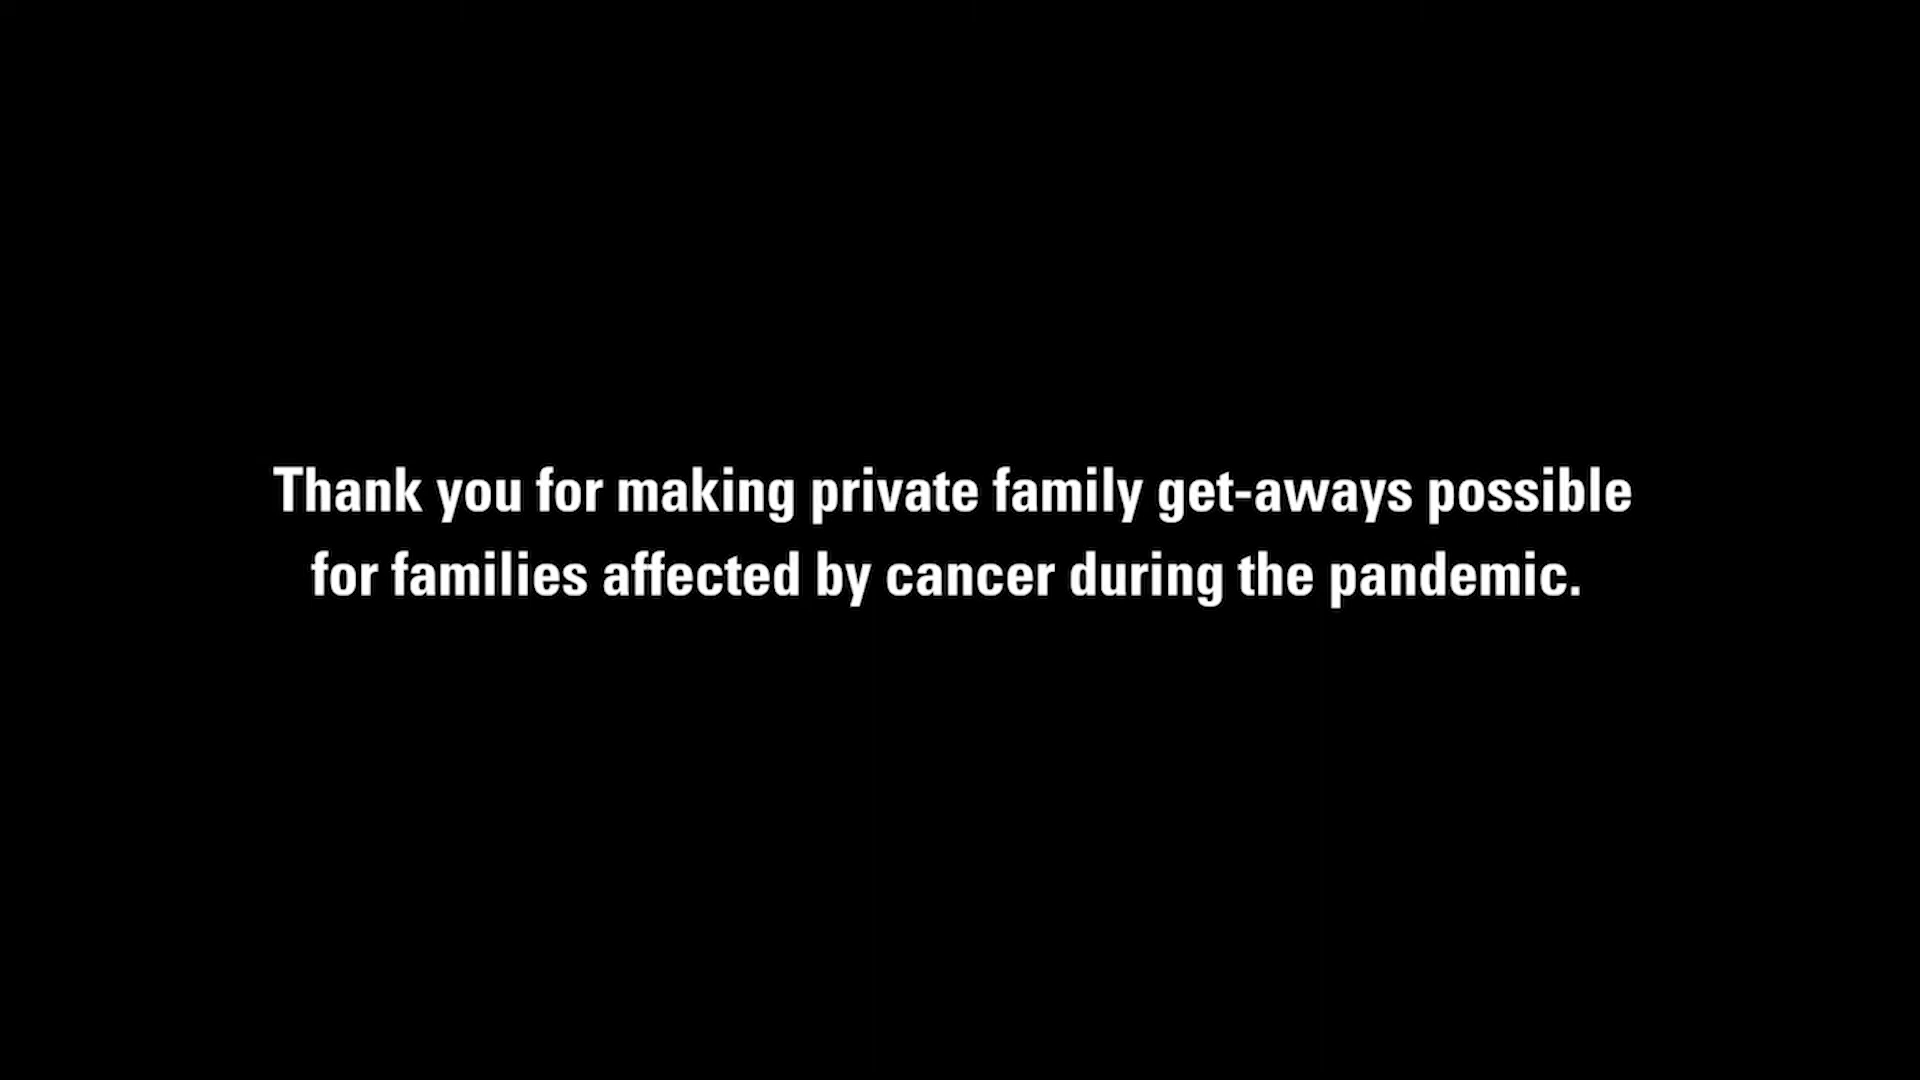 Thank you for making private family get-aways possible
for families affected by cancer during the pandemic.